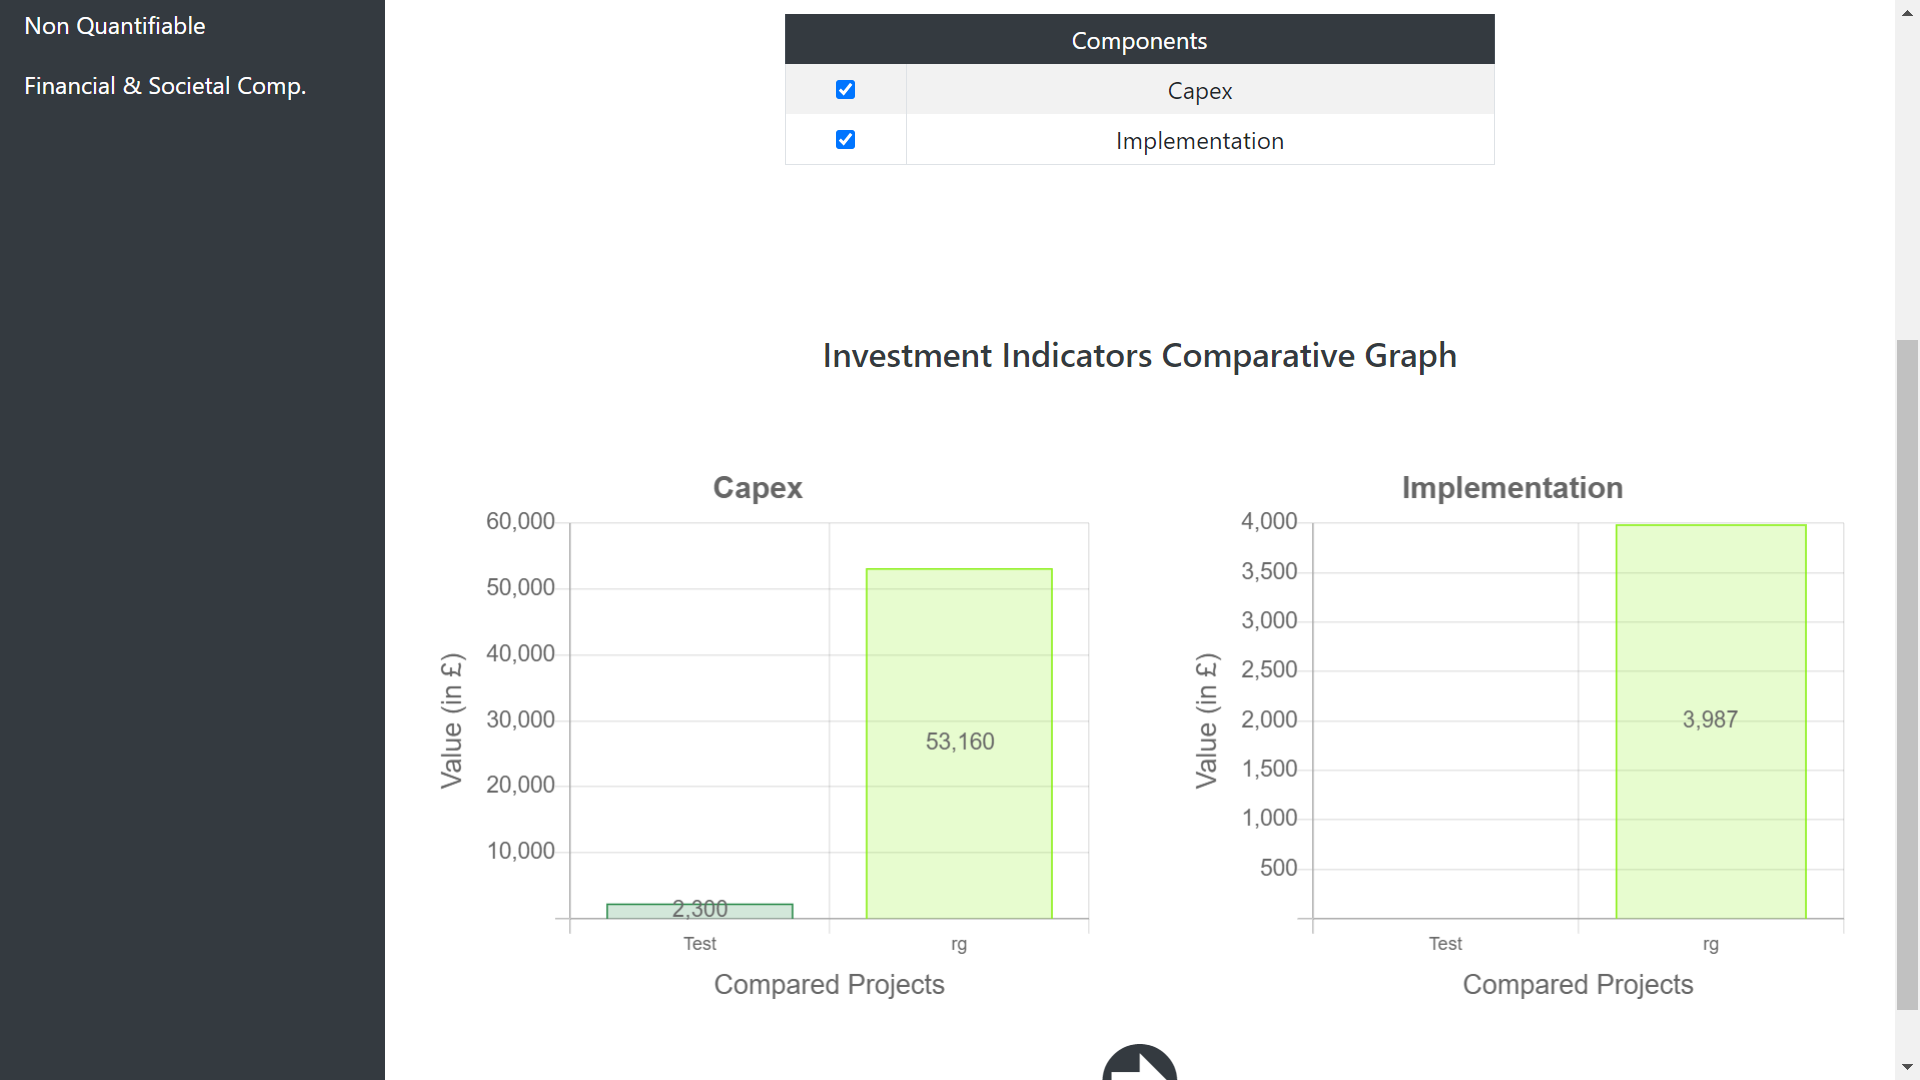 Non Quantifiable
Financial & Societal Comp.
Components
Capex
Implementation
Investment Indicators Comparative Graph
Capex
60,000
50,000
40,000
30,000
20,000
10,000
Value (in £)
53,160
2,300
Test rg
Compared Projects
Implementation
4,000
3,500
3,000
2,500
2,000
1,500
1,000
500
Value (in £)
3,987
Test rg
Compared Projects